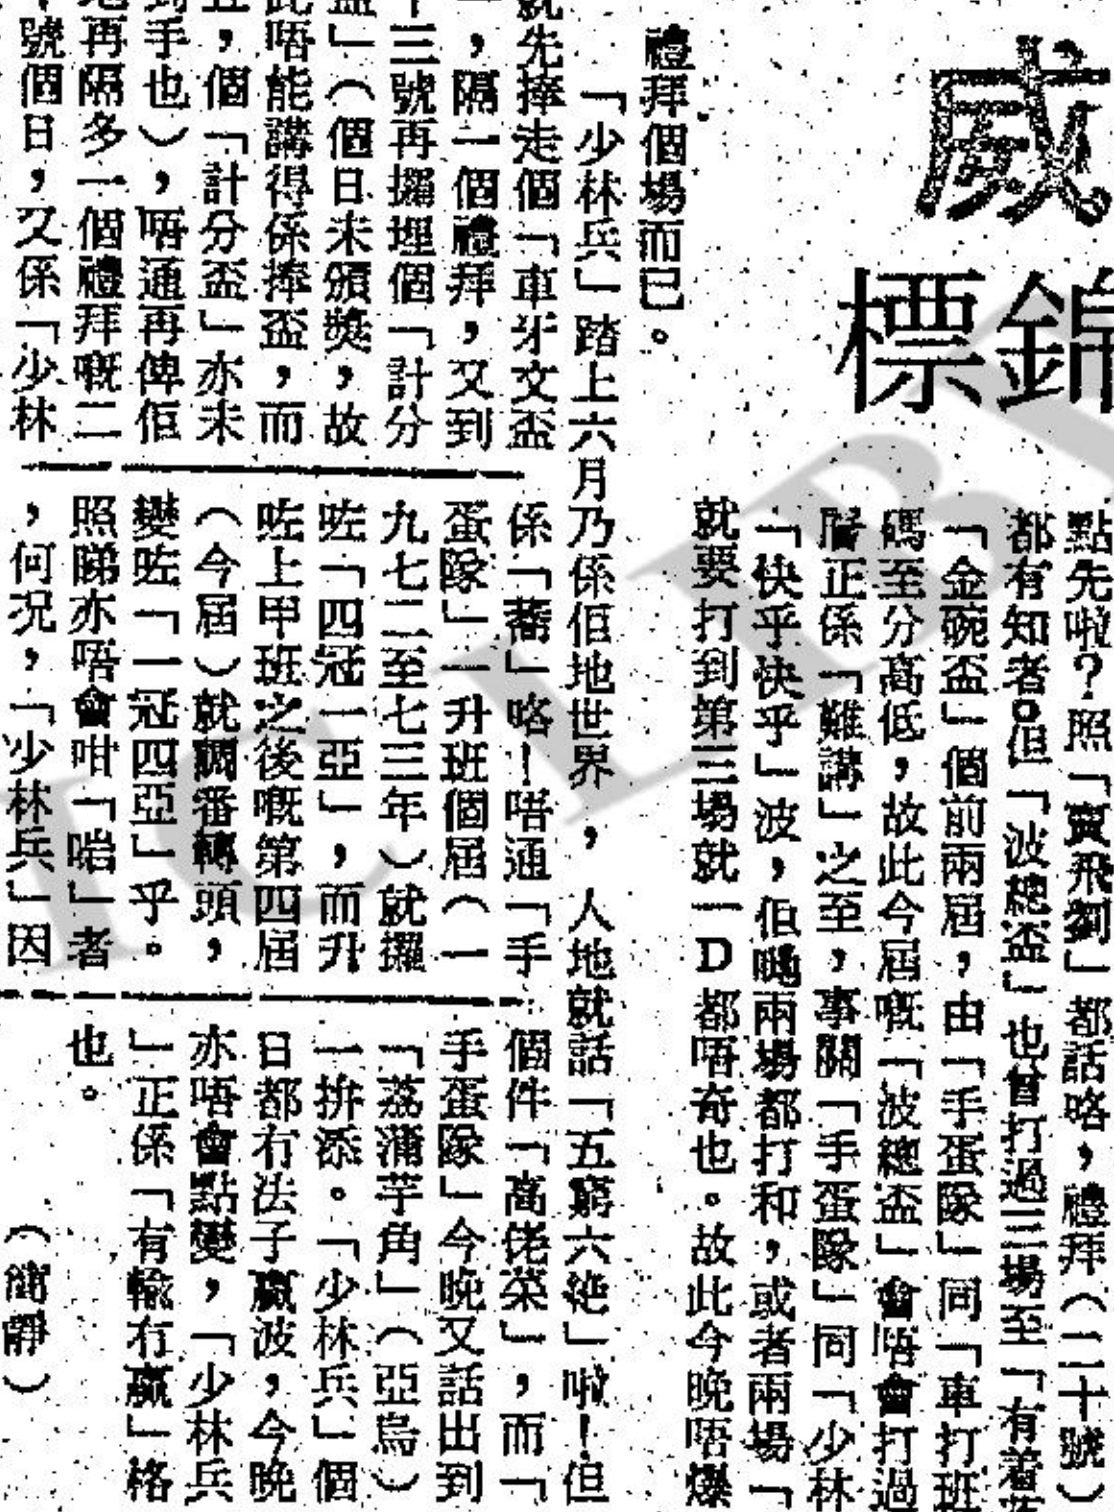 威
錦
標
點先啦？照「賣飛劉」都話略，禮拜（二十號）
都有知者。但「波總盃」也曾打過三場至「有着
「金碗盃」個前兩屆，由「手蛋隊」同「車打班
碼至分高低，故此今屆嘅「波總盃」會唔會打過
曆正係「難講」之至，事關「手蛋隊」同「少林
「快乎快乎」波，但嗰兩場都打和，或者兩場「
就要打到第三場就一D都唔奇也。故此今晚唔爆
禮拜個場而已。
「少林兵」踏上六月乃係佢地世界，人地就話「五窮六絕」啦！但
就先捧走個「車牙文盃
，隔一個禮拜，又到
十三號再攞埋個「計分
盃」（個日未頒獎，故
此唔能講得係捧盃，而
且，個「計分盃」亦未
到手也），唔通再俾佢
地再隔多一個禮拜嘅二
十號個日，又係「少林
係「蕎」略！唔通「手
蛋隊」一升班個屆（一
九七二至七三年）就攞
咗「四冠一亞」，而升
咗上甲班之後嘅第四屆
（今屆）就調番轉頭，
變咗「一冠四亞」乎。
照睇亦唔會咁「啱」者
，何況，「少林兵」因
個件「高佬菜」，而「
手蛋隊」今晚又話出到
「荔蒲芋角」（亞烏）
一拚添。「少林兵」個
日都冇法子贏波，今晚
亦唔會點變，「少林兵
」正係「有輸冇贏」格
也。
（簡靜）
ICLBY